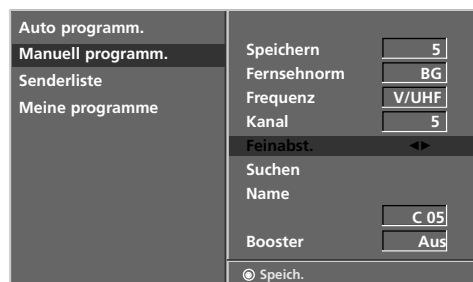 Auto programm.
Manuell programm.
Senderliste
Meine programme
Speichern 5
Fernsehnorm BG
Frequenz V/UHF
Kanal 5
Feinabst. ◀▶
Suchen
Name
C 05
Booster Aus
Speich.